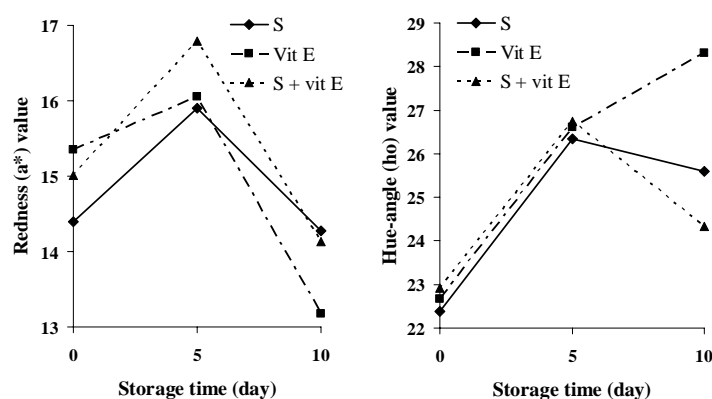 17
16
15
14
13
0
5
10
Redness (a*) value
Storage time (day)
S
Vit E
S + vit E
29
28
27
26
25
24
23
22
0
5
10
Hue-angle (ho) value
Storage time (day)
S
Vit E
S + vit E